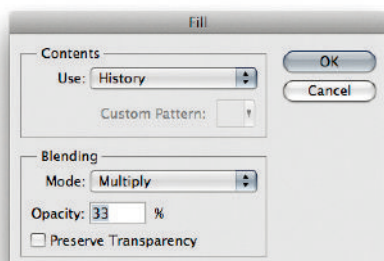 Fill
Contents
Use: History
Custom Pattern:
OK
Cancel
Blending
Mode: Multiply
Opacity: 33 %
Preserve Transparency